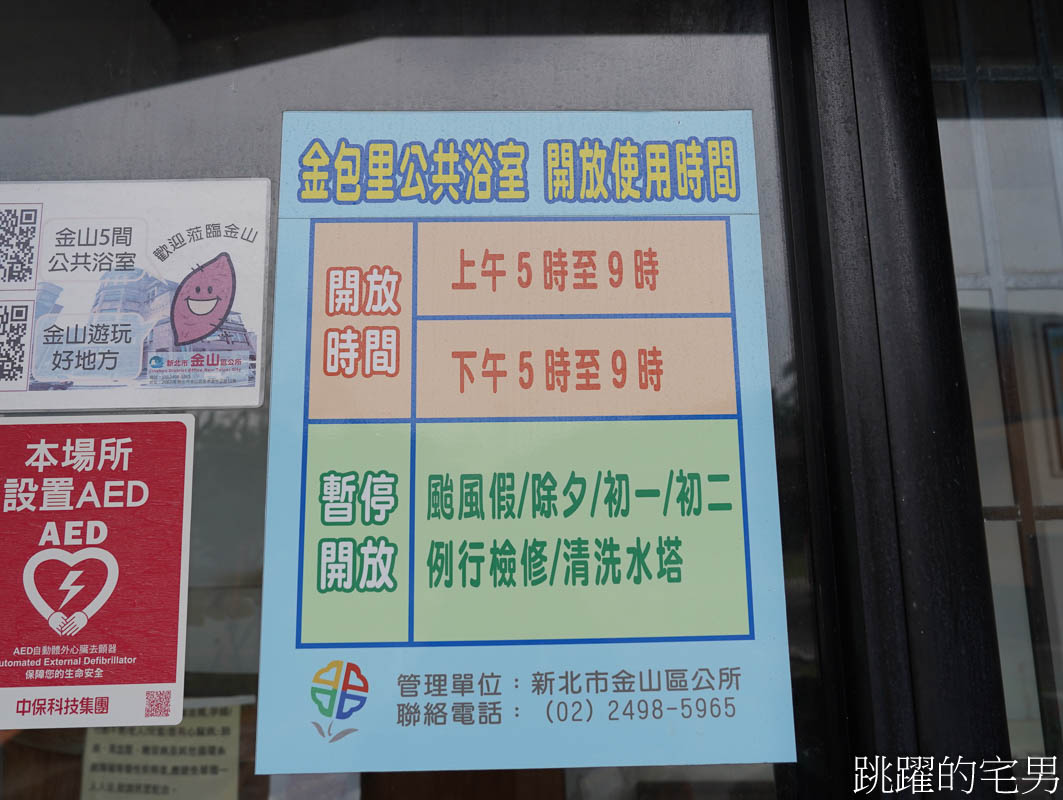 金包里公共浴室 開放使用時間
開放
時間
上午5時至9時
下午5時至9時
暫停
開放
颱風假/除夕/初一/初二
例行檢修/清洗水塔
管理單位：新北市金山區公所
聯絡電話：（02）2498-5965
金山5間
公共浴室
歡迎蒞臨金山
金山遊玩
好地方
新北市金山區公所
本場所
設置AED
AED
AED自動體外心臟去顫器
utomated External Defibrillator
保障您的生命安全
中保科技集團
跳躍的宅男